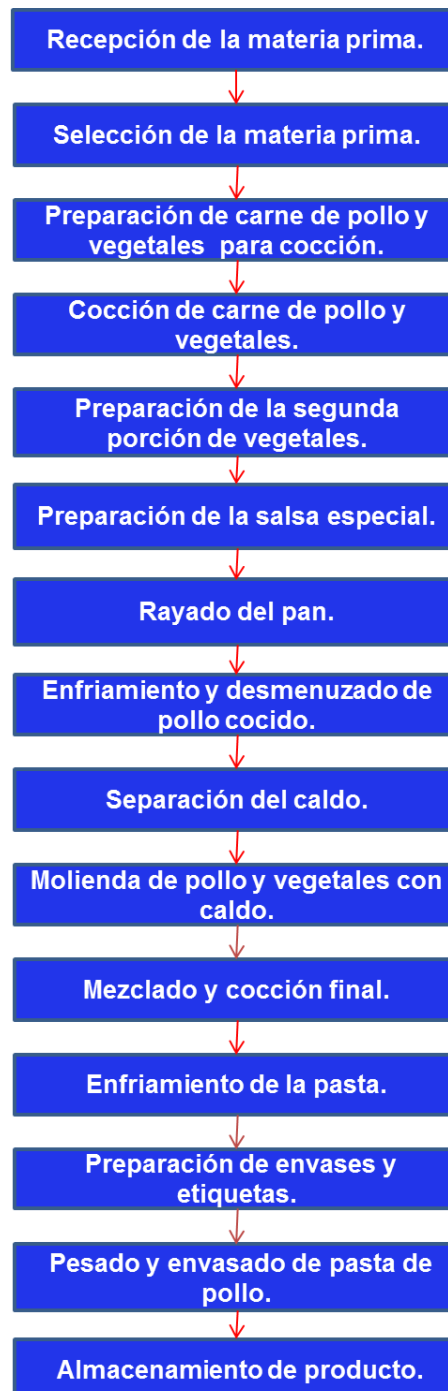 Recepción de la materia prima.
Selección de la materia prima.
Preparación de carne de pollo y
vegetales  para cocción.
Cocción de carne de pollo y
vegetales.
Preparación de la segunda
porción de vegetales.
Preparación de la salsa especial.
Rayado del pan.
Enfriamiento y desmenuzado de
pollo cocido.
Separación del caldo.
Molienda de pollo y vegetales con
caldo.
Mezclado y cocción final.
Enfriamiento de la pasta.
Preparación de envases y
etiquetas.
Pesado y envasado de pasta de
pollo.
Almacenamiento de producto.